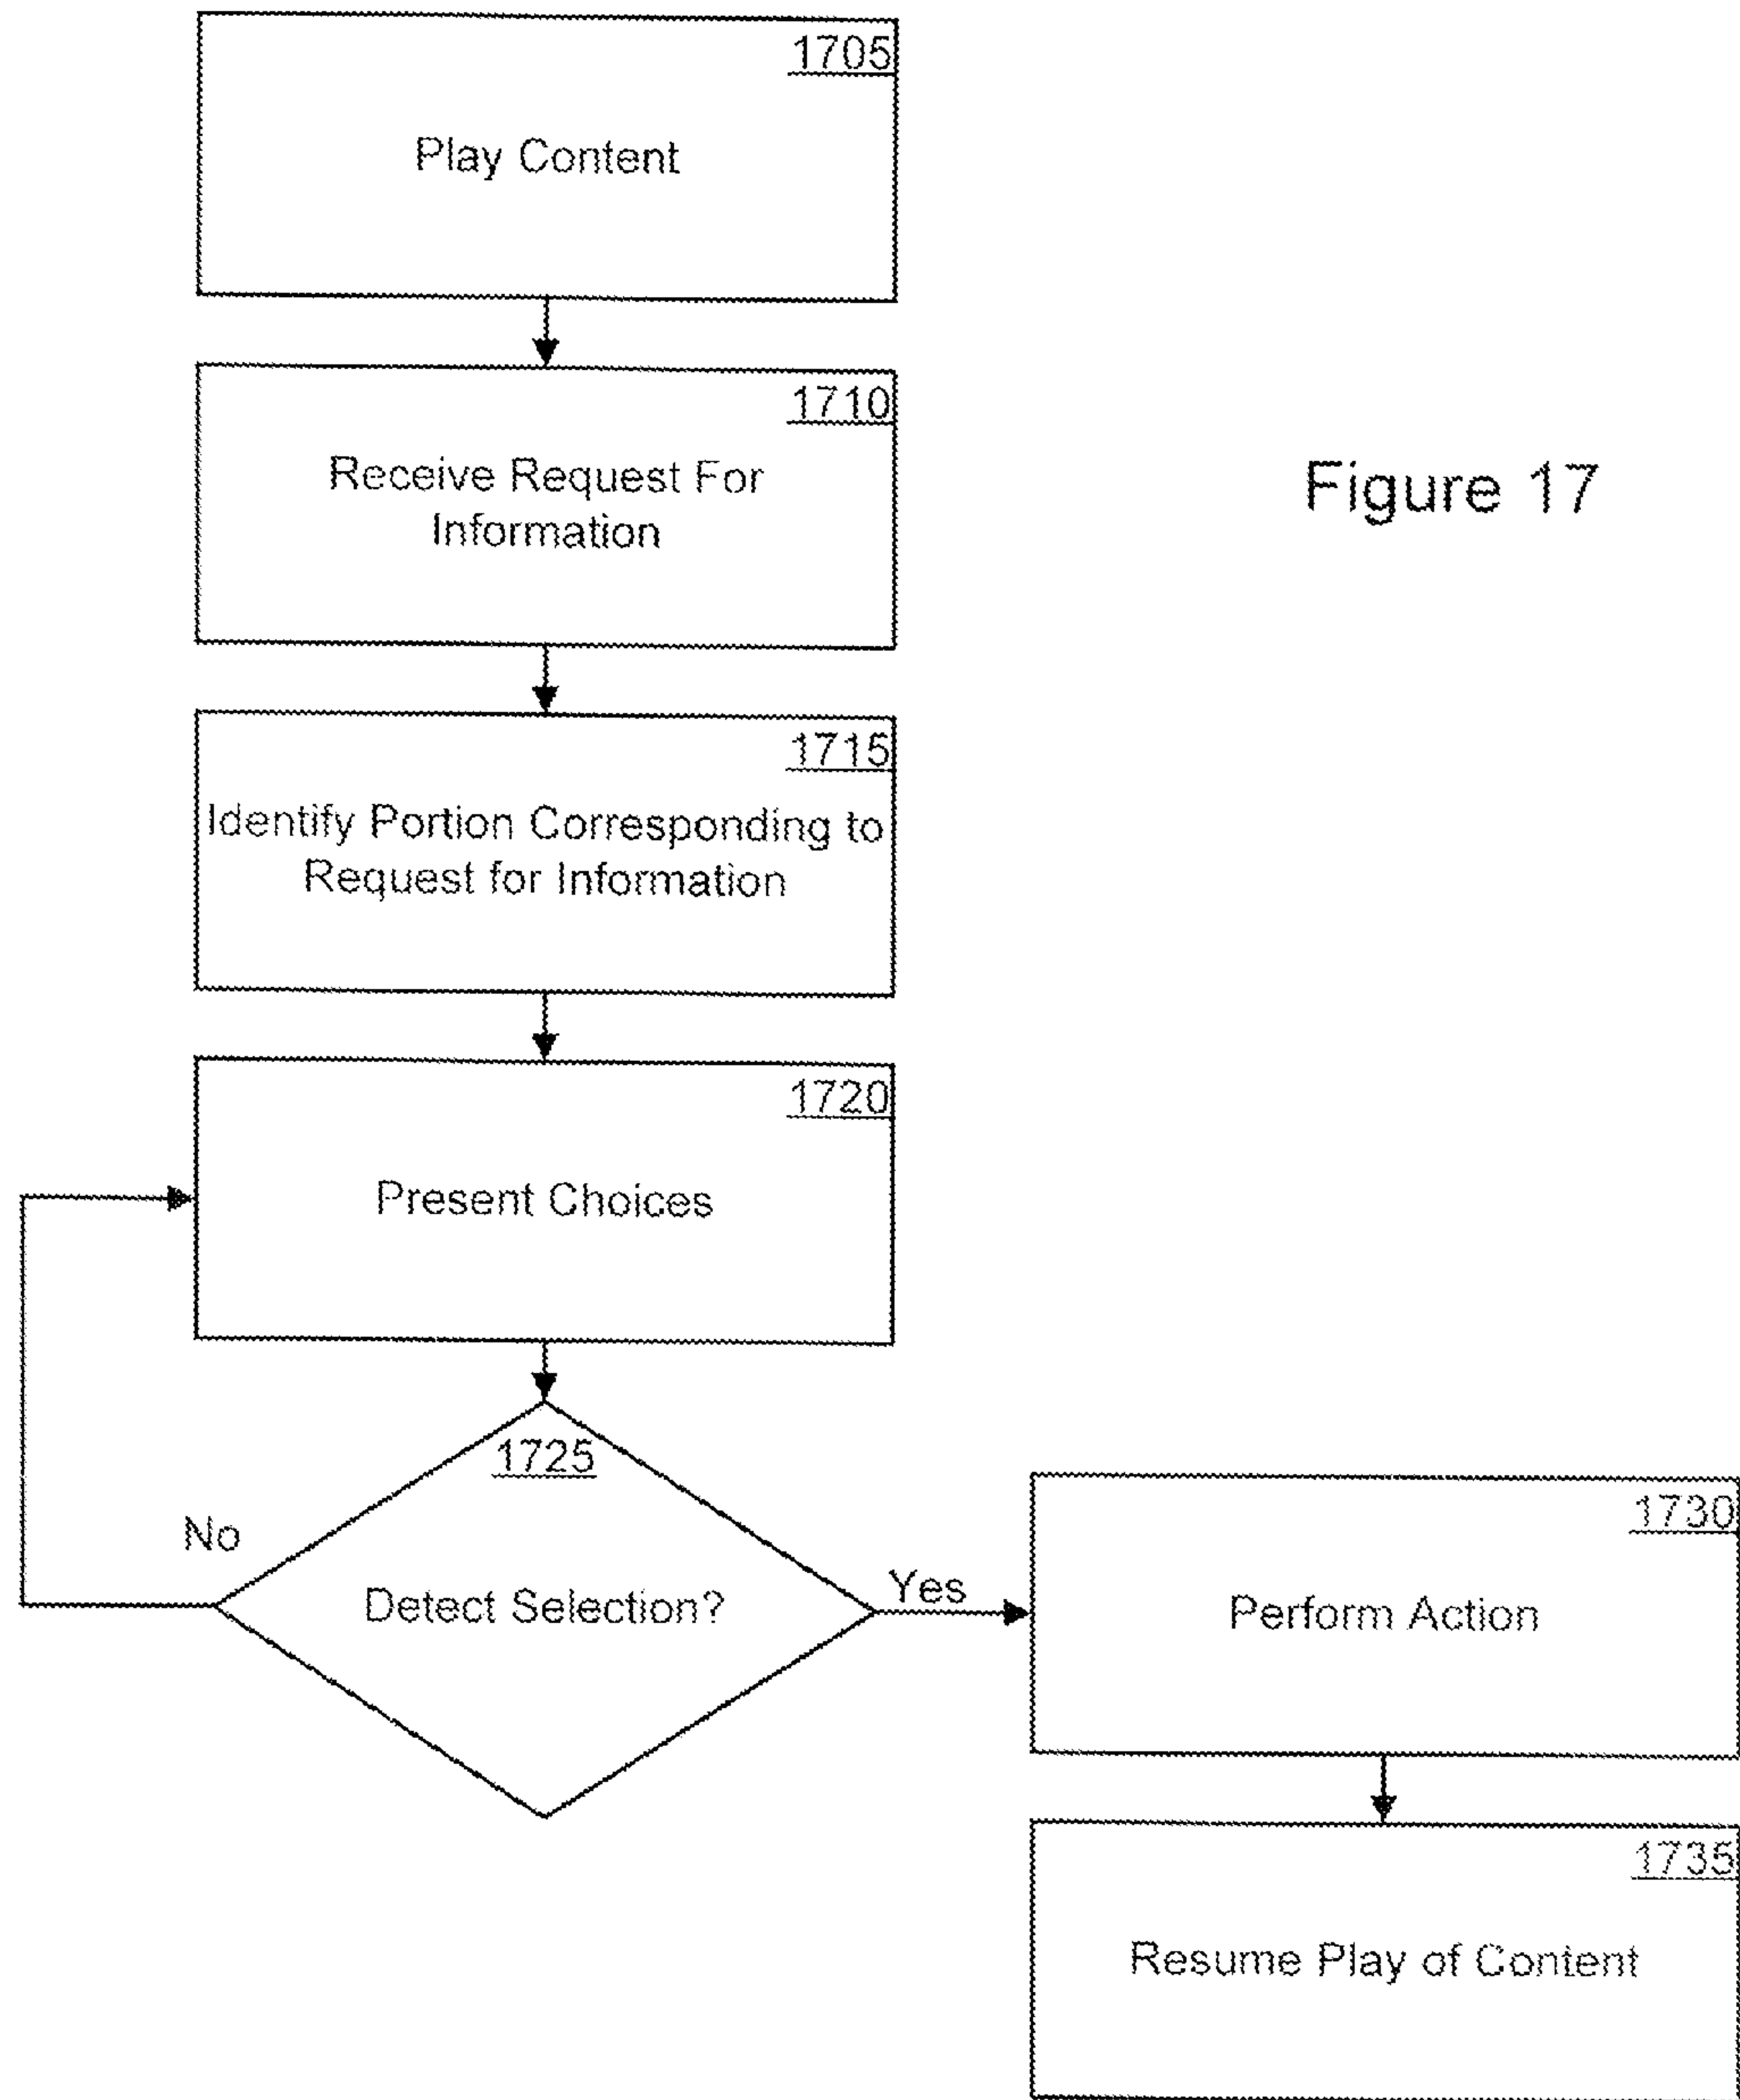 1705
Play Content
1710
Receive Request For
Information
Figure 17
1715
Identify Portion Corresponding to
Request for Information
1720
Present Choices
1725
No
Detect Selection?
Yes
1730
Perform Action
1735
Resume Play of Content